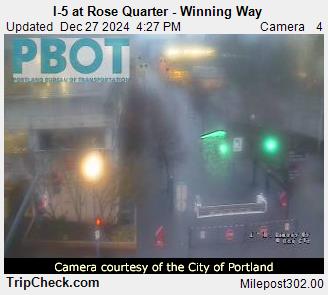 I-5 at Rose Quarter - Winning Way
Updated Dec 27 2024 4:27 PM Camera 4
PBOT
PORTLAND BUREAU OF TRANSPORTATION
Camera courtesy of the City of Portland
TripCheck.com Milepost302.00